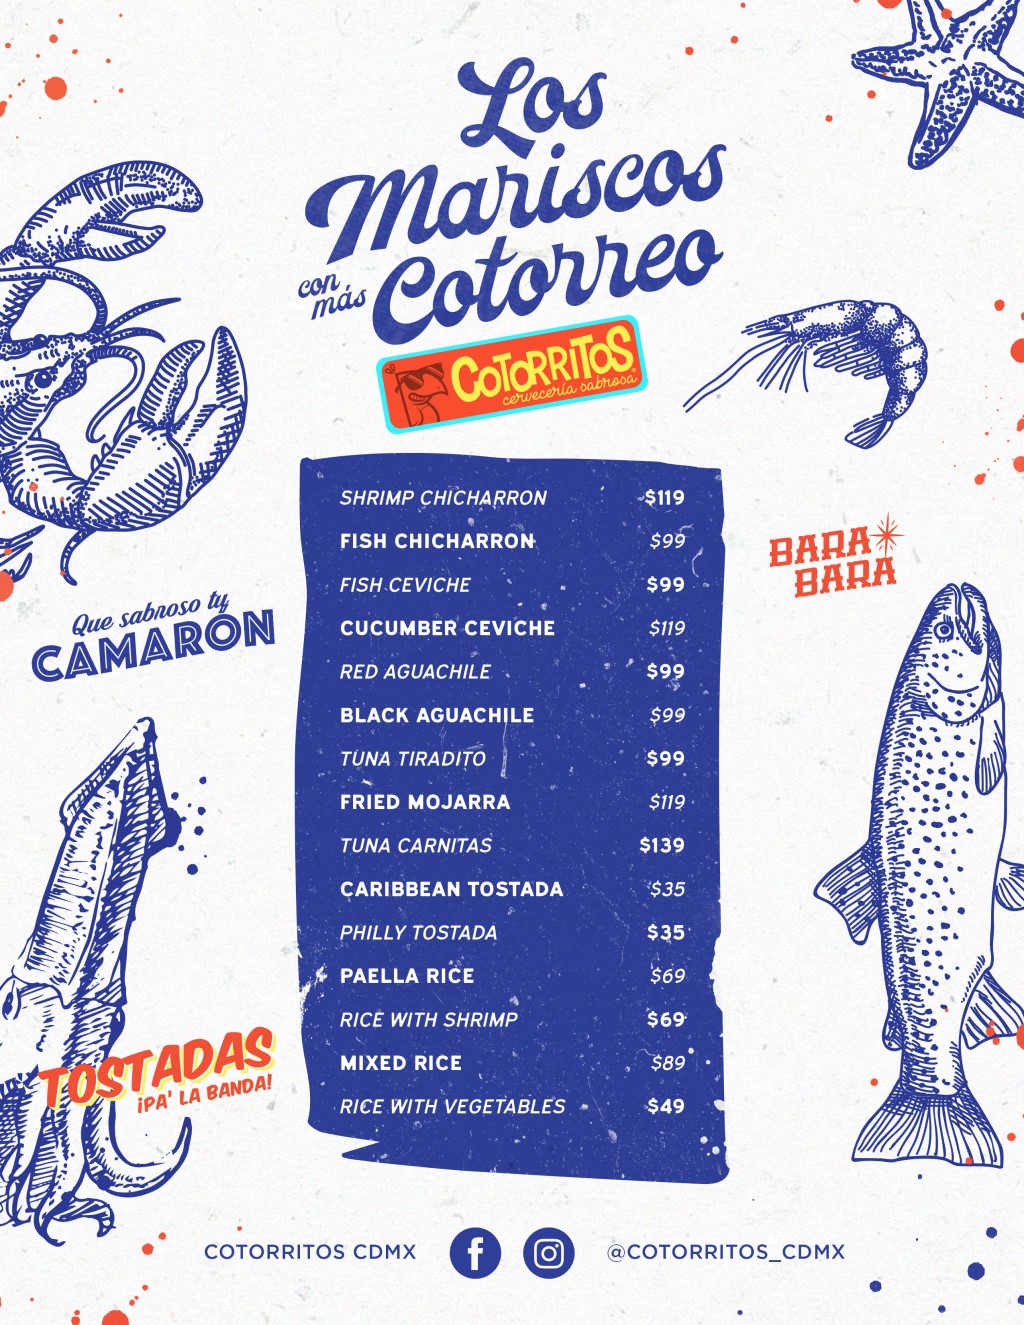 Los
Mariscos
con más Cotorreo
COTORRITOS®
cervecería sabrosa
SHRIMP CHICHARRON $119
FISH CHICHARRON $99
FISH CEVICHE $99
CUCUMBER CEVICHE $119
RED AGUACHILE $99
BLACK AGUACHILE $99
TUNA TIRADITO $99
FRIED MOJARRA $119
TUNA CARNITAS $139
CARIBBEAN TOSTADA $35
PHILLY TOSTADA $35
PAELLA RICE $69
RICE WITH SHRIMP $69
MIXED RICE $89
RICE WITH VEGETABLES $49
BARA
BARA
Que sabroso tu
CAMARÓN
TOSTADAS
¡PA' LA BANDA!
COTORRITOS CDMX @COTORRITOS_CDMX